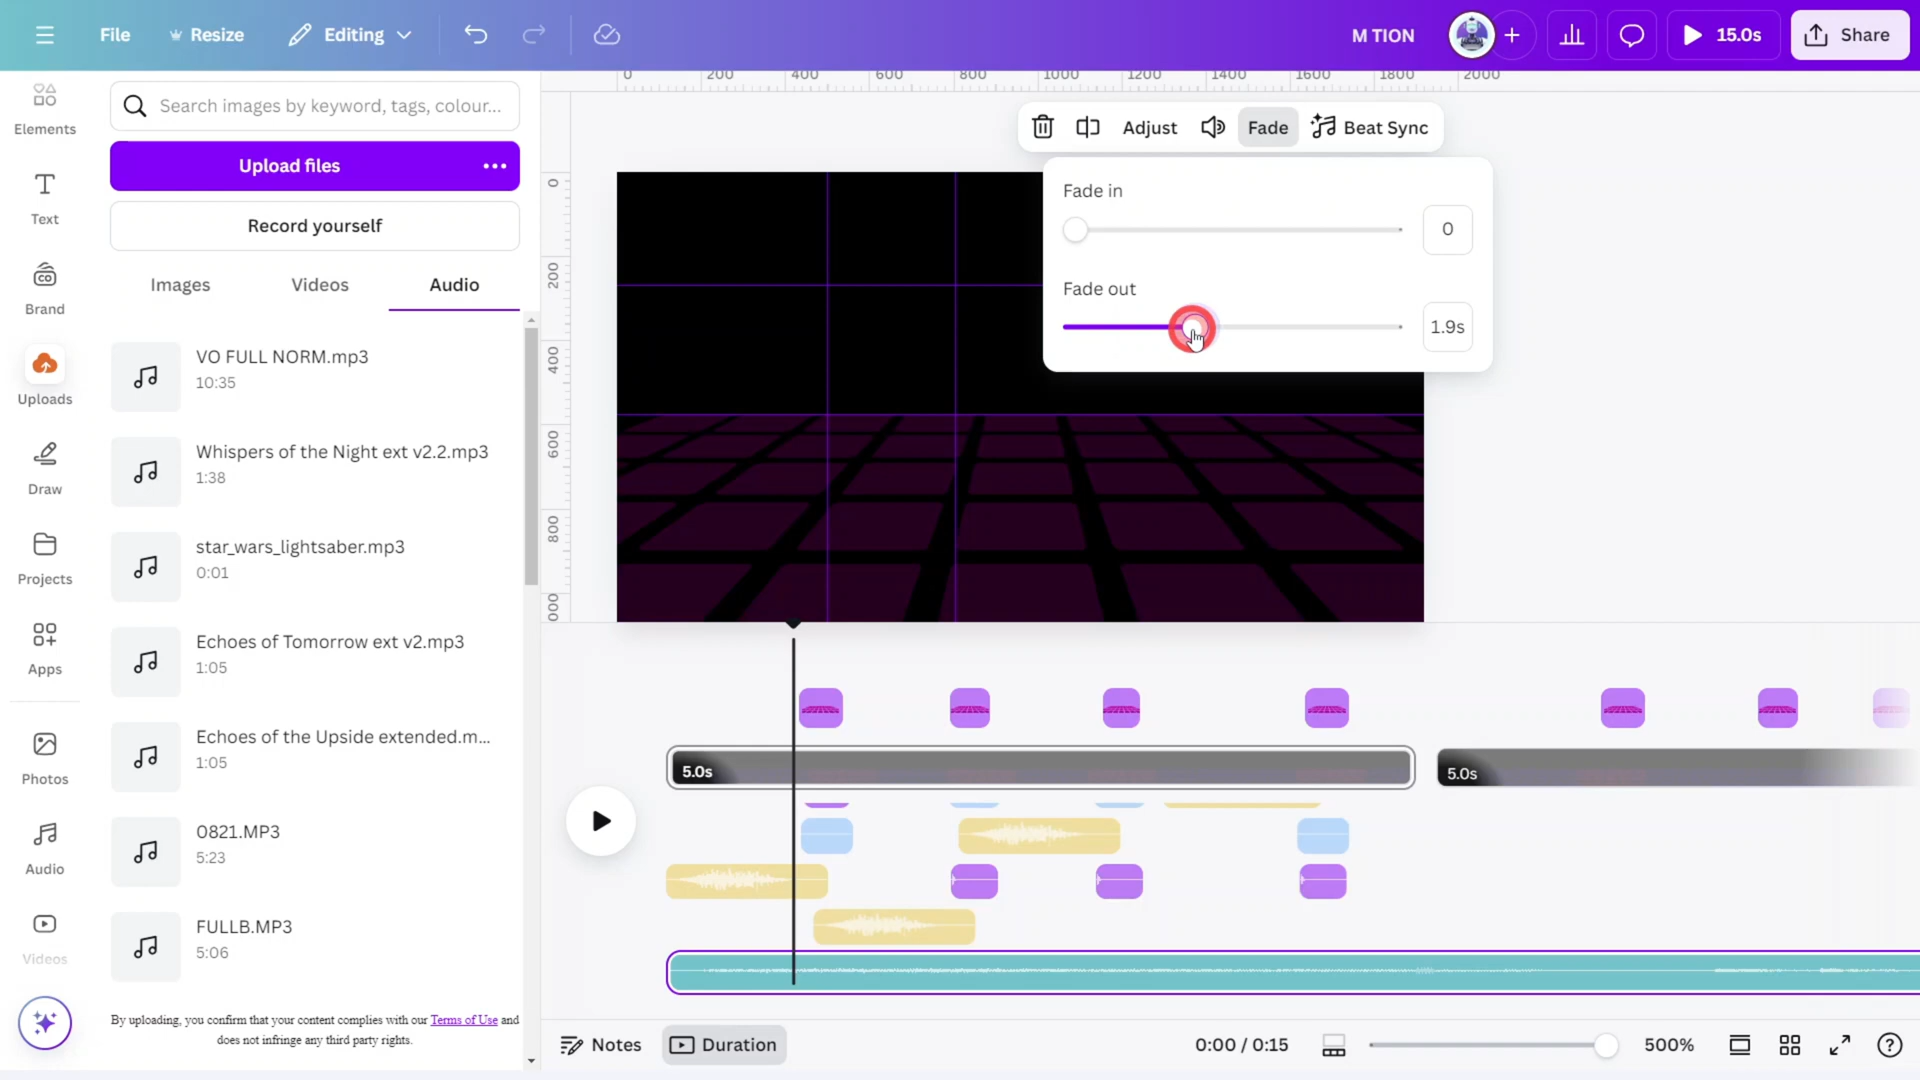 File
Resize
Editing
M TION
15.0s
Share
Elements
Text
Brand
Uploads
Draw
Projects
Apps
Photos
Audio
Videos
Search images by keyword, tags, colour...
Upload files
Record yourself
Images
Videos
Audio
VO FULL NORM.mp3
10:35
Whispers of the Night ext v2.2.mp3
1:38
star_wars_lightsaber.mp3
0:01
Echoes of Tomorrow ext v2.mp3
1:05
Echoes of the Upside extended.m...
1:05
0821.MP3
5:23
FULLB.MP3
5:06
By uploading, you confirm that your content complies with our Terms of Use and
does not infringe any third party rights.
0 200 400 600 800 1000 1200 1400 1600 1800 2000
0
200
400
600
800
000
Adjust
Fade
Beat Sync
Fade in
0
Fade out
1.9s
5.0s
5.0s
Notes
Duration
0:00 / 0:15
500%